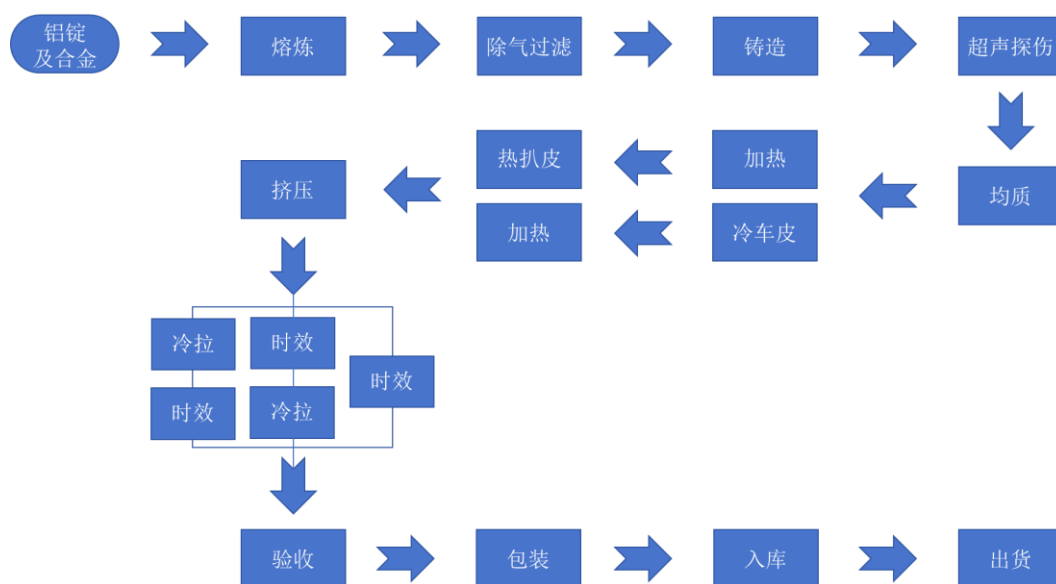 铝锭
及合金
熔炼
除气过滤
铸造
超声探伤
热扒皮
加热
挤压
均质
加热
冷车皮
冷拉
时效
时效
时效
冷拉
验收
包装
入库
出货